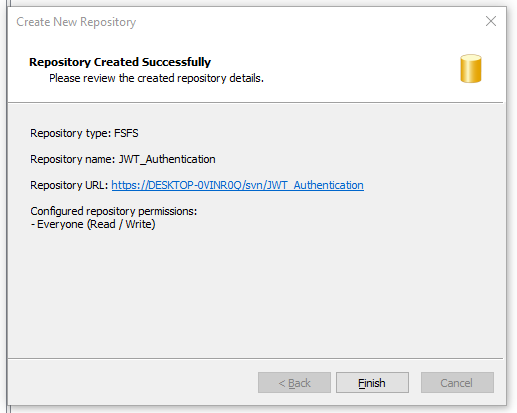 Create New Repository
Repository Created Successfully
Please review the created repository details.
Repository type: FSFS
Repository name: JWT_Authentication
Repository URL: https://DESKTOP-0VINR0Q/svn/JWT_Authentication
Configured repository permissions:
- Everyone (Read / Write)
< Back
Finish
Cancel